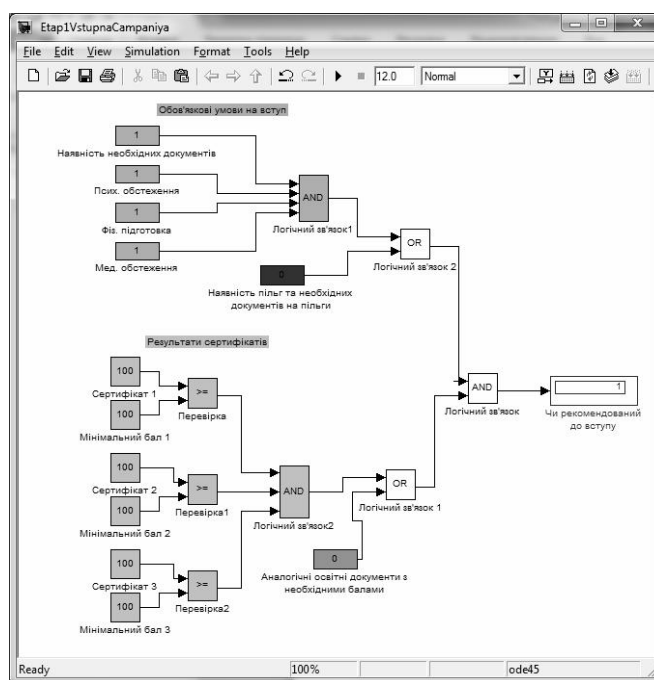 Etap1VstupnaCampaniya
File Edit View Simulation Format Tools Help
12.0 Normal
Обов'язкові умови на вступ
1
Наявність необхідних документів
1
Псих. обстеження
1
Фіз. підготовка
1
Мед. обстеження
AND
Логічний зв'язок1
OR
Логічний зв'язок 2
0
Наявність пільг та необхідних
документів на пільги
Результати сертифікатів
100
Сертифікат 1
100
Мінімальний бал 1
>=
Перевірка
100
Сертифікат 2
100
Мінімальний бал 2
>=
Перевірка1
100
Сертифікат 3
100
Мінімальний бал 3
>=
Перевірка2
AND
Логічний зв'язок2
OR
Логічний зв'язок 1
0
Аналогічні освітні документи з
необхідними балами
AND
Логічний зв'язок
1
Чи рекомендований
до вступу
Ready 100% ode45